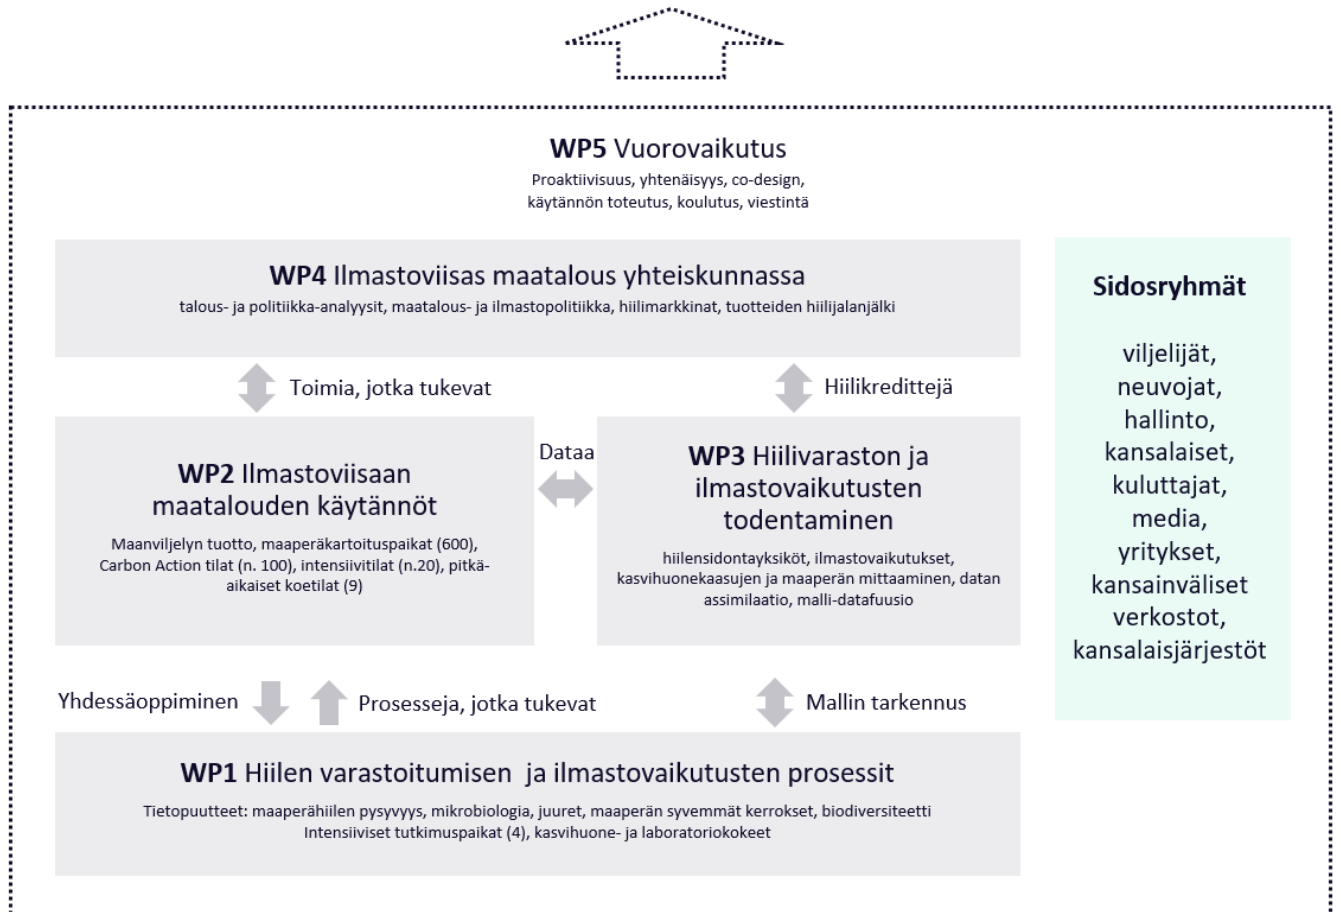 WP5 Vuorovaikutus
Proaktiivisuus, yhtenäisyys, co-design,
käytännön toteutus, koulutus, viestintä
WP4 Ilmastoviisas maatalous yhteiskunnassa
talous- ja politiikka-analyysit, maatalous- ja ilmastopolitiikka, hiilimarkkinat, tuotteiden hiilijalanjälki
Toimia, jotka tukevat
Hiilikredittejä
WP2 Ilmastoviisaan
maatalouden käytännöt
Maanviljelyn tuotto, maaperäkartoituspaikat (600),
Carbon Action tilat (n. 100), intensiivitilat (n.20), pitkä-
aikaiset koetilat (9)
Dataa
WP3 Hiilivaraston ja
ilmastovaikutusten
todentaminen
hiilensidontayksiköt, ilmastovaikutukset,
kasvihuonekaasujen ja maaperän mittaaminen, datan
assimilaatio, malli-datafuusio
Yhdessäoppiminen
Prosesseja, jotka tukevat
Mallin tarkennus
WP1 Hiilen varastoitumisen  ja ilmastovaikutusten prosessit
Tietopuutteet: maaperähiilen pysyvyys, mikrobiologia, juuret, maaperän syvemmät kerrokset, biodiversiteetti
Intensiiviset tutkimuspaikat (4), kasvihuone- ja laboratoriokokeet
Sidosryhmät
viljelijät,
neuvojat,
hallinto,
kansalaiset,
kuluttajat,
media,
yritykset,
kansainväliset
verkostot,
kansalaisjärjestöt